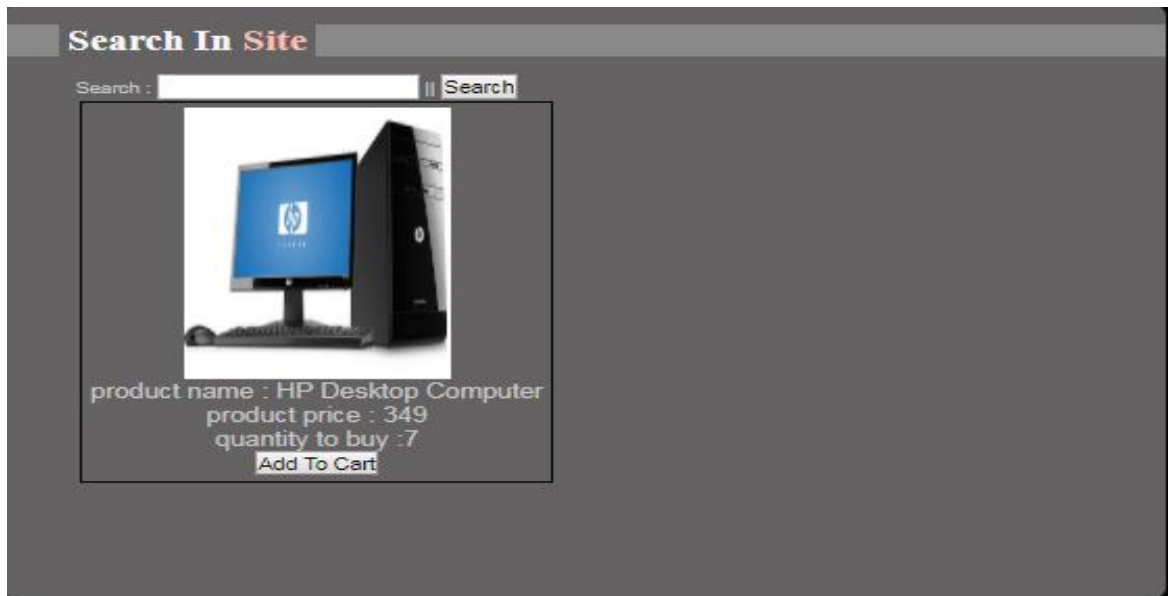 Search In Site
Search : || Search
product name : HP Desktop Computer
product price : 349
quantity to buy :7
Add To Cart